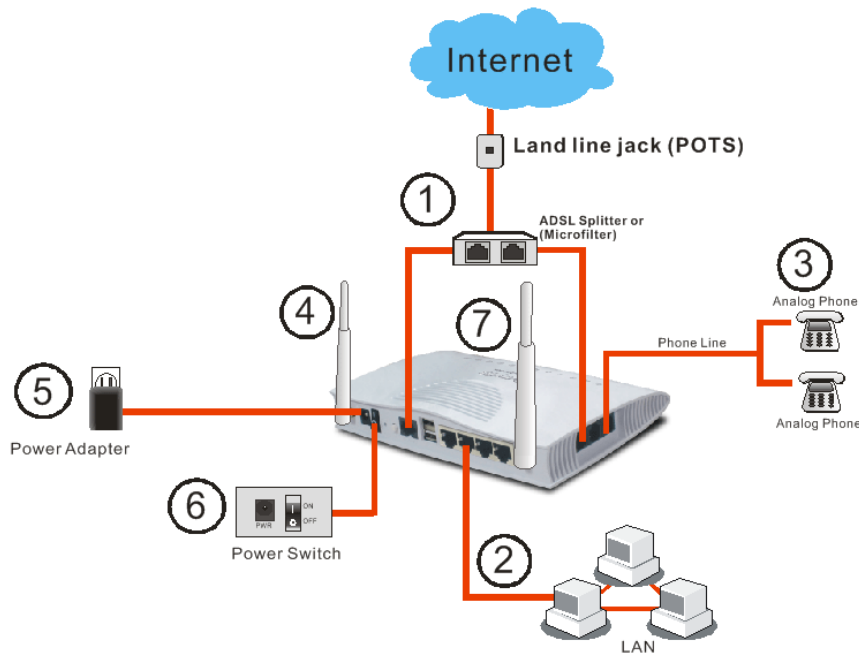 Internet
Land line jack (POTS)
1
ADSL Splitter or
(Microfilter)
3
Analog Phone
4
7
Phone Line
5
Analog Phone
Power Adapter
6
ON
OFF
PWR
Power Switch
2
LAN